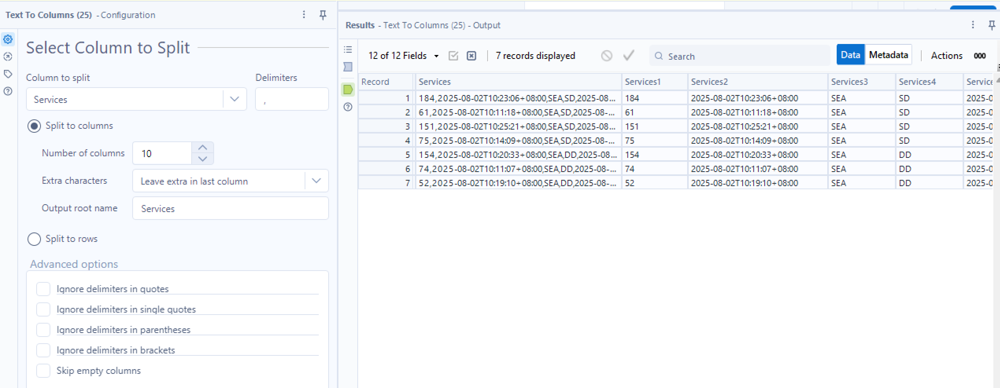 Text To Columns (25) - Configuration
Select Column to Split
Column to split
Delimiters
Services
,
Split to columns
Number of columns
10
Extra characters
Leave extra in last column
Output root name
Services
Split to rows
Advanced options
Ignore delimiters in quotes
Ignore delimiters in single quotes
Ignore delimiters in parentheses
Ignore delimiters in brackets
Skip empty columns
Results - Text To Columns (25) - Output
12 of 12 Fields
7 records displayed
Search
Data
Metadata
Actions
000
Record Services Services1 Services2 Services3 Services4 Service
1 184,2025-08-02T10:23:06+08:00,SEA,SD,2025-08... 184 2025-08-02T10:23:06+08:00 SEA SD 2025-0
2 61,2025-08-02T10:11:18+08:00,SEA,SD,2025-08-... 61 2025-08-02T10:11:18+08:00 SEA SD 2025-0
3 151,2025-08-02T10:25:21+08:00,SEA,SD,2025-08... 151 2025-08-02T10:25:21+08:00 SEA SD 2025-0
4 75,2025-08-02T10:14:09+08:00,SEA,SD,2025-08-... 75 2025-08-02T10:14:09+08:00 SEA SD 2025-0
5 154,2025-08-02T10:20:33+08:00,SEA,DD,2025-08... 154 2025-08-02T10:20:33+08:00 SEA DD 2025-0
6 74,2025-08-02T10:11:07+08:00,SEA,DD,2025-08-... 74 2025-08-02T10:11:07+08:00 SEA DD 2025-0
7 52,2025-08-02T10:19:10+08:00,SEA,DD,2025-08-... 52 2025-08-02T10:19:10+08:00 SEA DD 2025-0